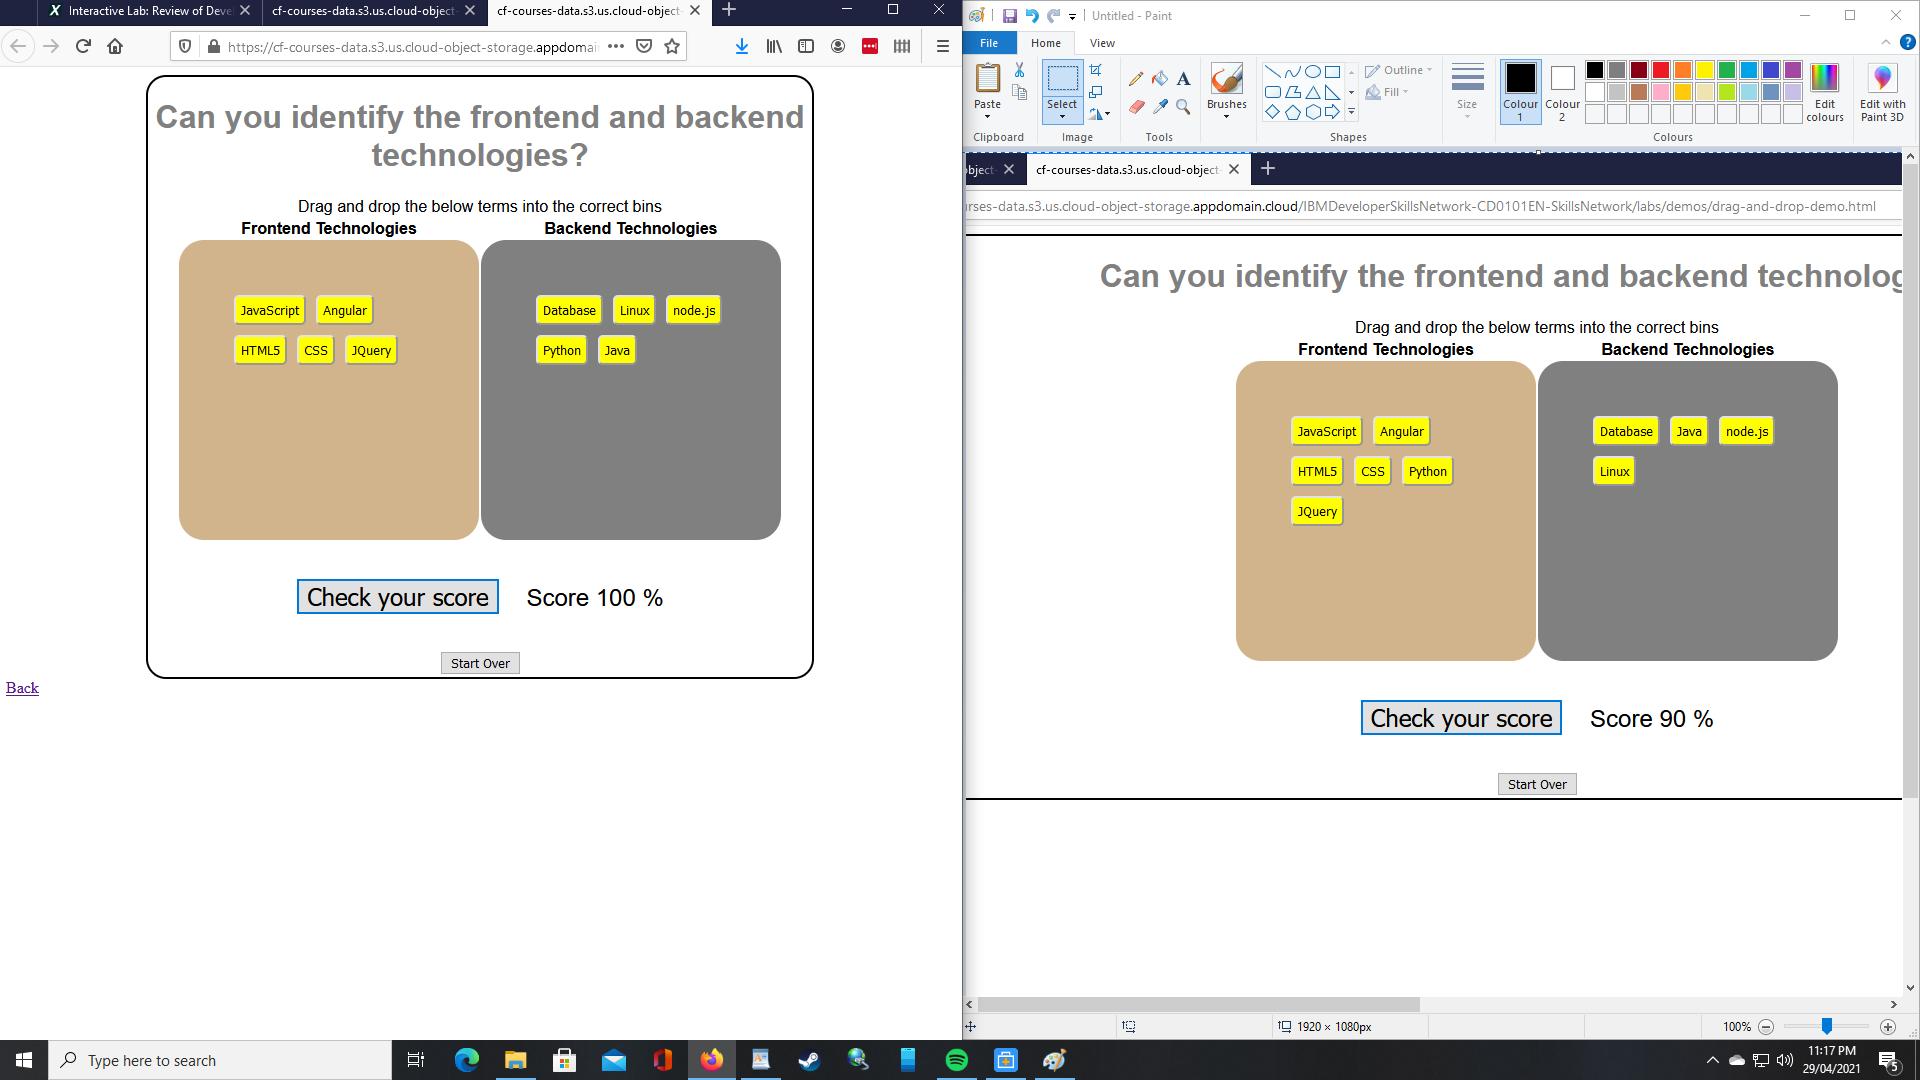 Interactive Lab: Review of Deve
cf-courses-data.s3.us.cloud-object-
cf-courses-data.s3.us.cloud-object-
https://cf-courses-data.s3.us.cloud-object-storage.appdomain
Can you identify the frontend and backend
technologies?
Drag and drop the below terms into the correct bins
Frontend Technologies
Backend Technologies
JavaScript
Angular
HTML5
CSS
JQuery
Database
Linux
node.js
Python
Java
Check your score
Score 100 %
Start Over
Back
Untitled - Paint
File
Home
View
Paste
Clipboard
Select
Image
Tools
Brushes
Outline
Fill
Shapes
Size
Colour
1
Colour
2
Edit
colours
Colours
Edit with
Paint 3D
bject-
cf-courses-data.s3.us.cloud-object-
urses-data.s3.us.cloud-object-storage.appdomain.cloud/IBMDeveloperSkillsNetwork-CD0101EN-SkillsNetwork/labs/demos/drag-and-drop-demo.html
Can you identify the frontend and backend technolog
Drag and drop the below terms into the correct bins
Frontend Technologies
Backend Technologies
JavaScript
Angular
HTML5
CSS
Python
JQuery
Database
Java
node.js
Linux
Check your score
Score 90 %
Start Over
1920 × 1080px
100%
Type here to search
11:17 PM
29/04/2021
5